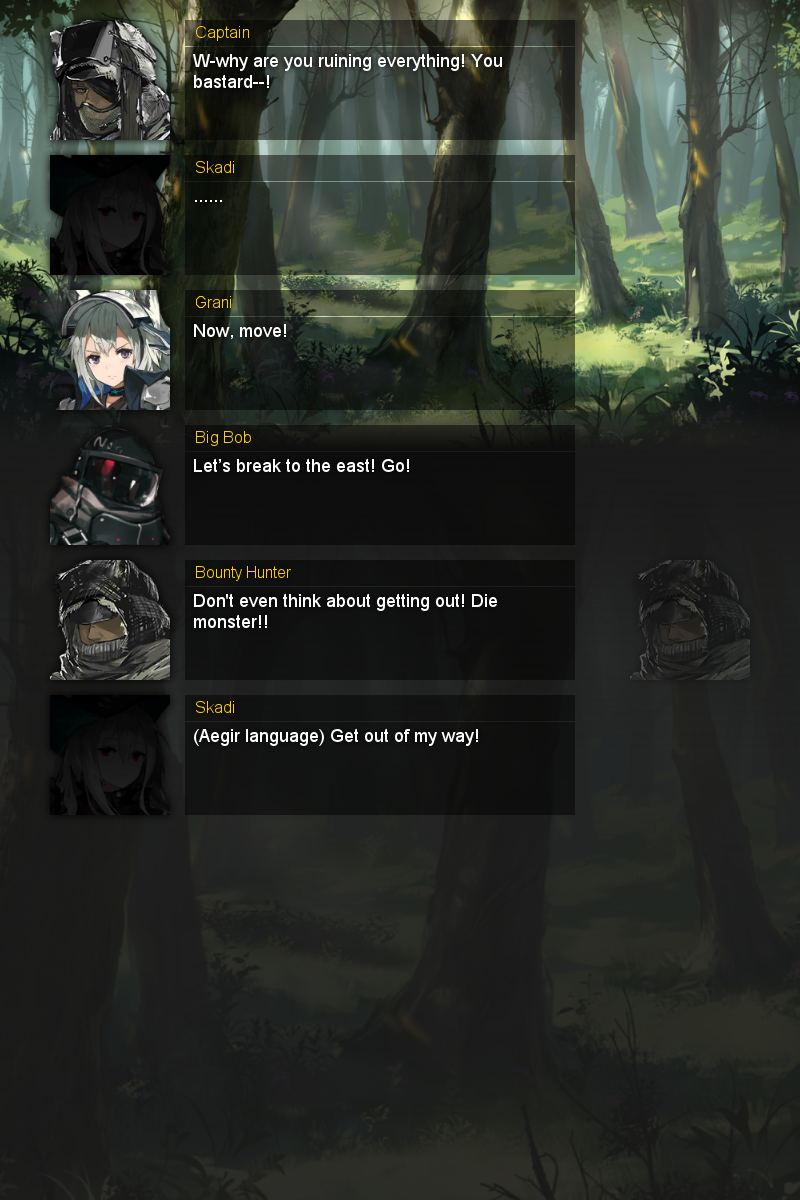 Captain
W-why are you ruining everything! You
bastard--!
Skadi
......
Grani
Now, move!
Big Bob
Let's break to the east! Go!
Bounty Hunter
Don't even think about getting out! Die
monster!!
Skadi
(Aegir language) Get out of my way!